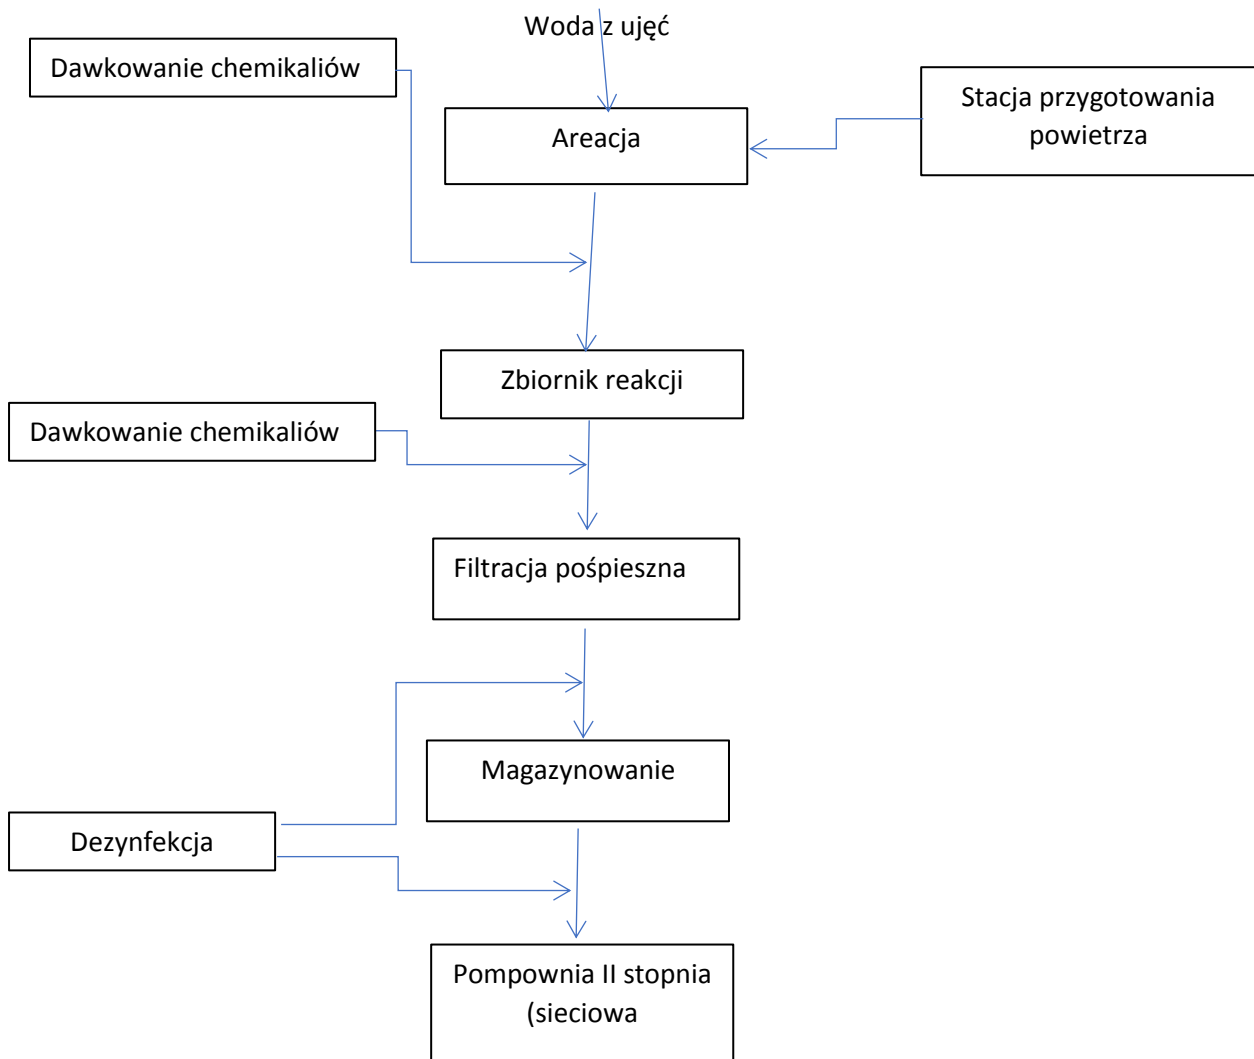 Woda z ujęć
Dawkowanie chemikaliów
Stacja przygotowania
powietrza
Areacja
Zbiornik reakcji
Dawkowanie chemikaliów
Filtracja pośpieszna
Magazynowanie
Dezynfekcja
Pompownia II stopnia
(sieciowa